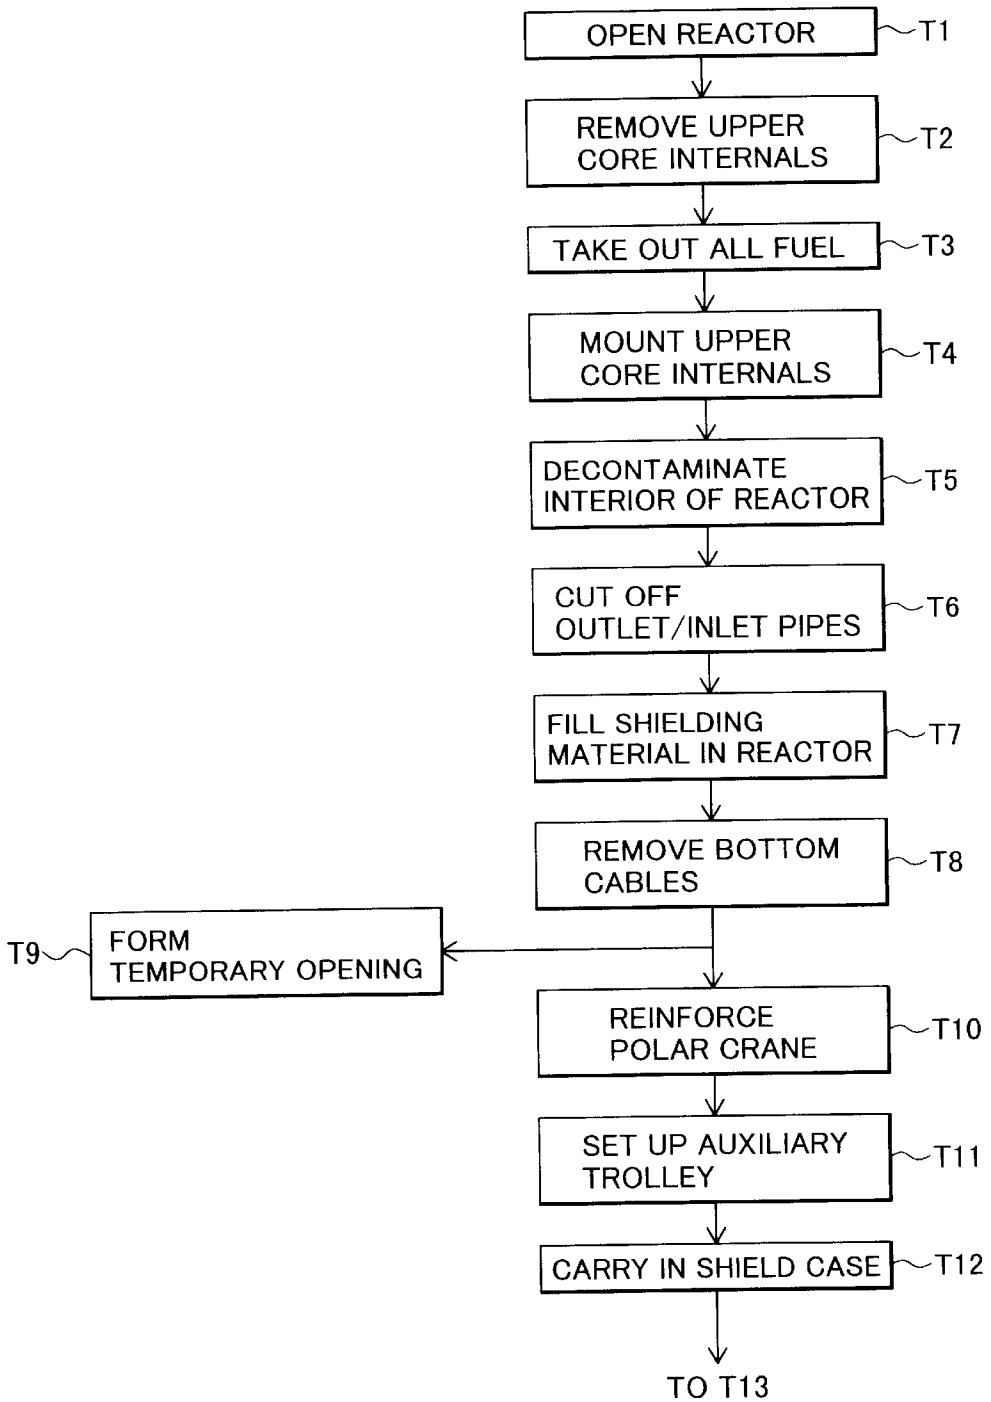 OPEN REACTOR
T1
REMOVE UPPER
CORE INTERNALS
T2
TAKE OUT ALL FUEL
T3
MOUNT UPPER
CORE INTERNALS
T4
DECONTAMINATE
INTERIOR OF REACTOR
T5
CUT OFF
OUTLET/INLET PIPES
T6
FILL SHIELDING
MATERIAL IN REACTOR
T7
REMOVE BOTTOM
CABLES
T8
T9
FORM
TEMPORARY OPENING
REINFORCE
POLAR CRANE
T10
SET UP AUXILIARY
TROLLEY
T11
CARRY IN SHIELD CASE
T12
TO T13